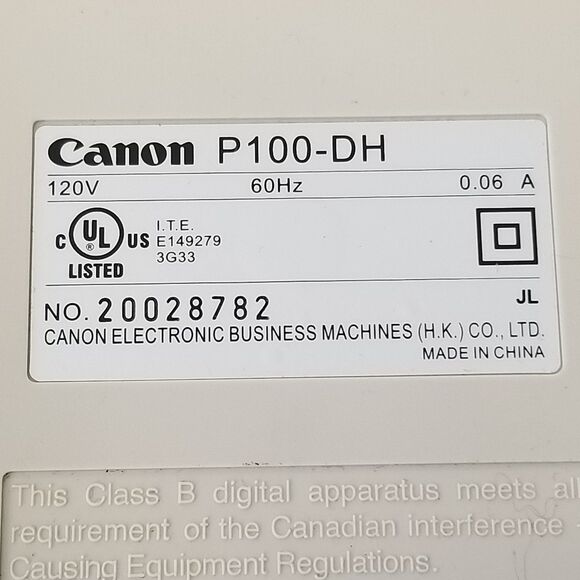 Canon P100-DH
120V 60Hz 0.06 A
C UL® US LISTED
I.T.E.
E149279
3G33
NO. 20028782 JL
CANON ELECTRONIC BUSINESS MACHINES (H.K.) CO., LTD.
MADE IN CHINA
This Class B digital apparatus meets all
requirement of the Canadian interference
Causing Equipment Regulations.